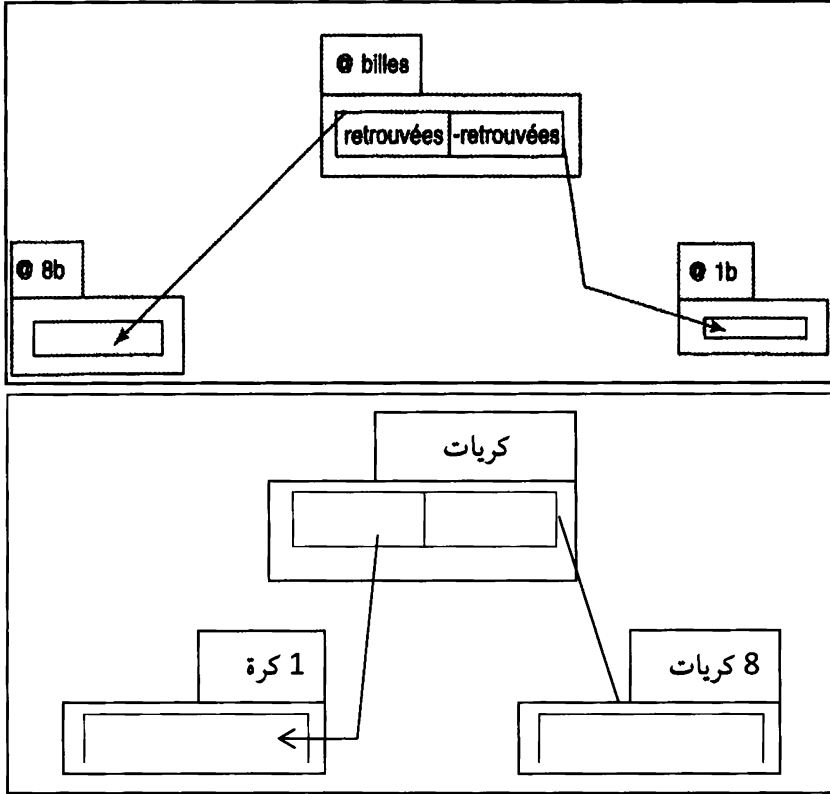 @ billes
retrouvées -retrouvées
@ 8b
@ 1b
كريات
8 كريات
1 كرة